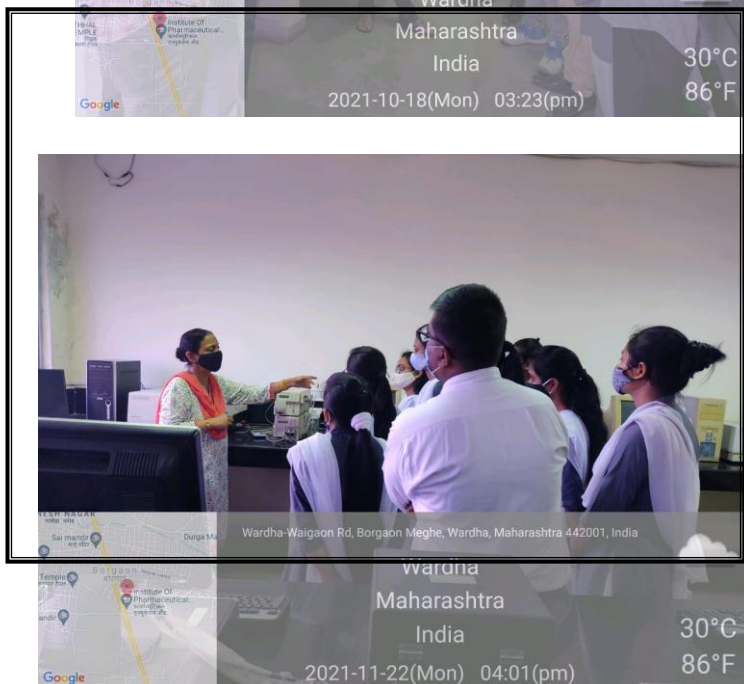 Wardha
Maharashtra
India
2021-10-18(Mon) 03:23(pm)
30°C
86°F
Institute Of
Pharmaceutical...
Google
Wardha-Waigaon Rd, Borgaon Meghe, Wardha, Maharashtra 442001, India
Sai mandir
साई मंदिर
Durga Ma
Borgaon
Temple
Institute Of
Pharmaceutical...
Wardha
Maharashtra
India
2021-11-22(Mon) 04:01(pm)
30°C
86°F
Google